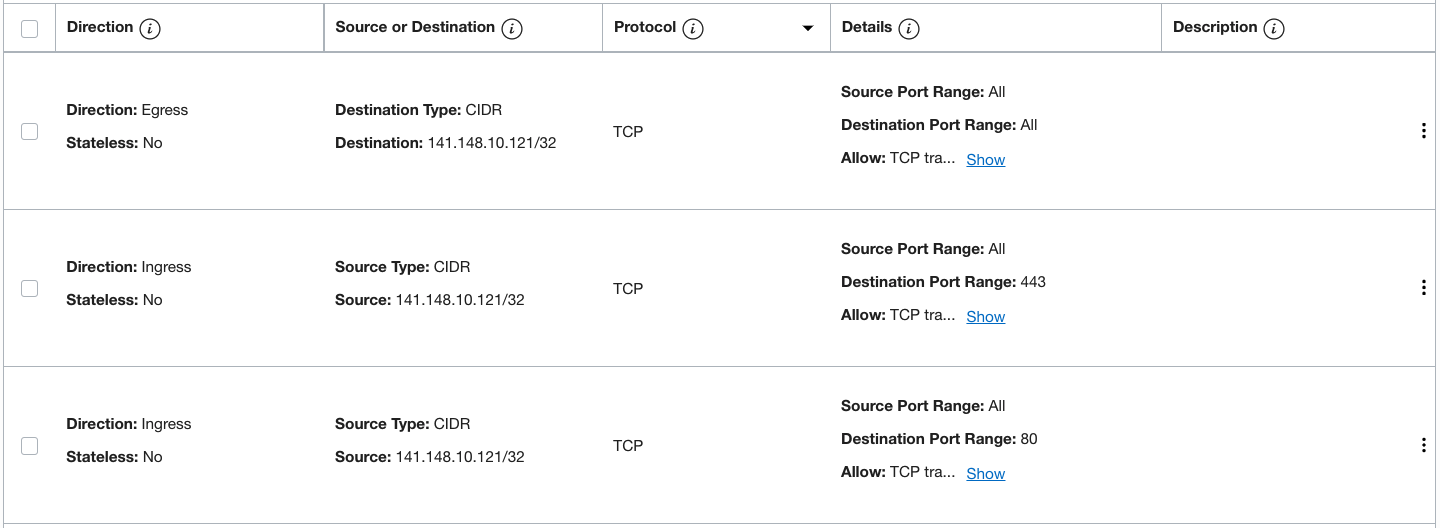 Direction Source or Destination Protocol Details Description
Direction: Egress
Stateless: No
Destination Type: CIDR
Destination: 141.148.10.121/32
TCP
Source Port Range: All
Destination Port Range: All
Allow: TCP tra... Show
Direction: Ingress
Stateless: No
Source Type: CIDR
Source: 141.148.10.121/32
TCP
Source Port Range: All
Destination Port Range: 443
Allow: TCP tra... Show
Direction: Ingress
Stateless: No
Source Type: CIDR
Source: 141.148.10.121/32
TCP
Source Port Range: All
Destination Port Range: 80
Allow: TCP tra... Show